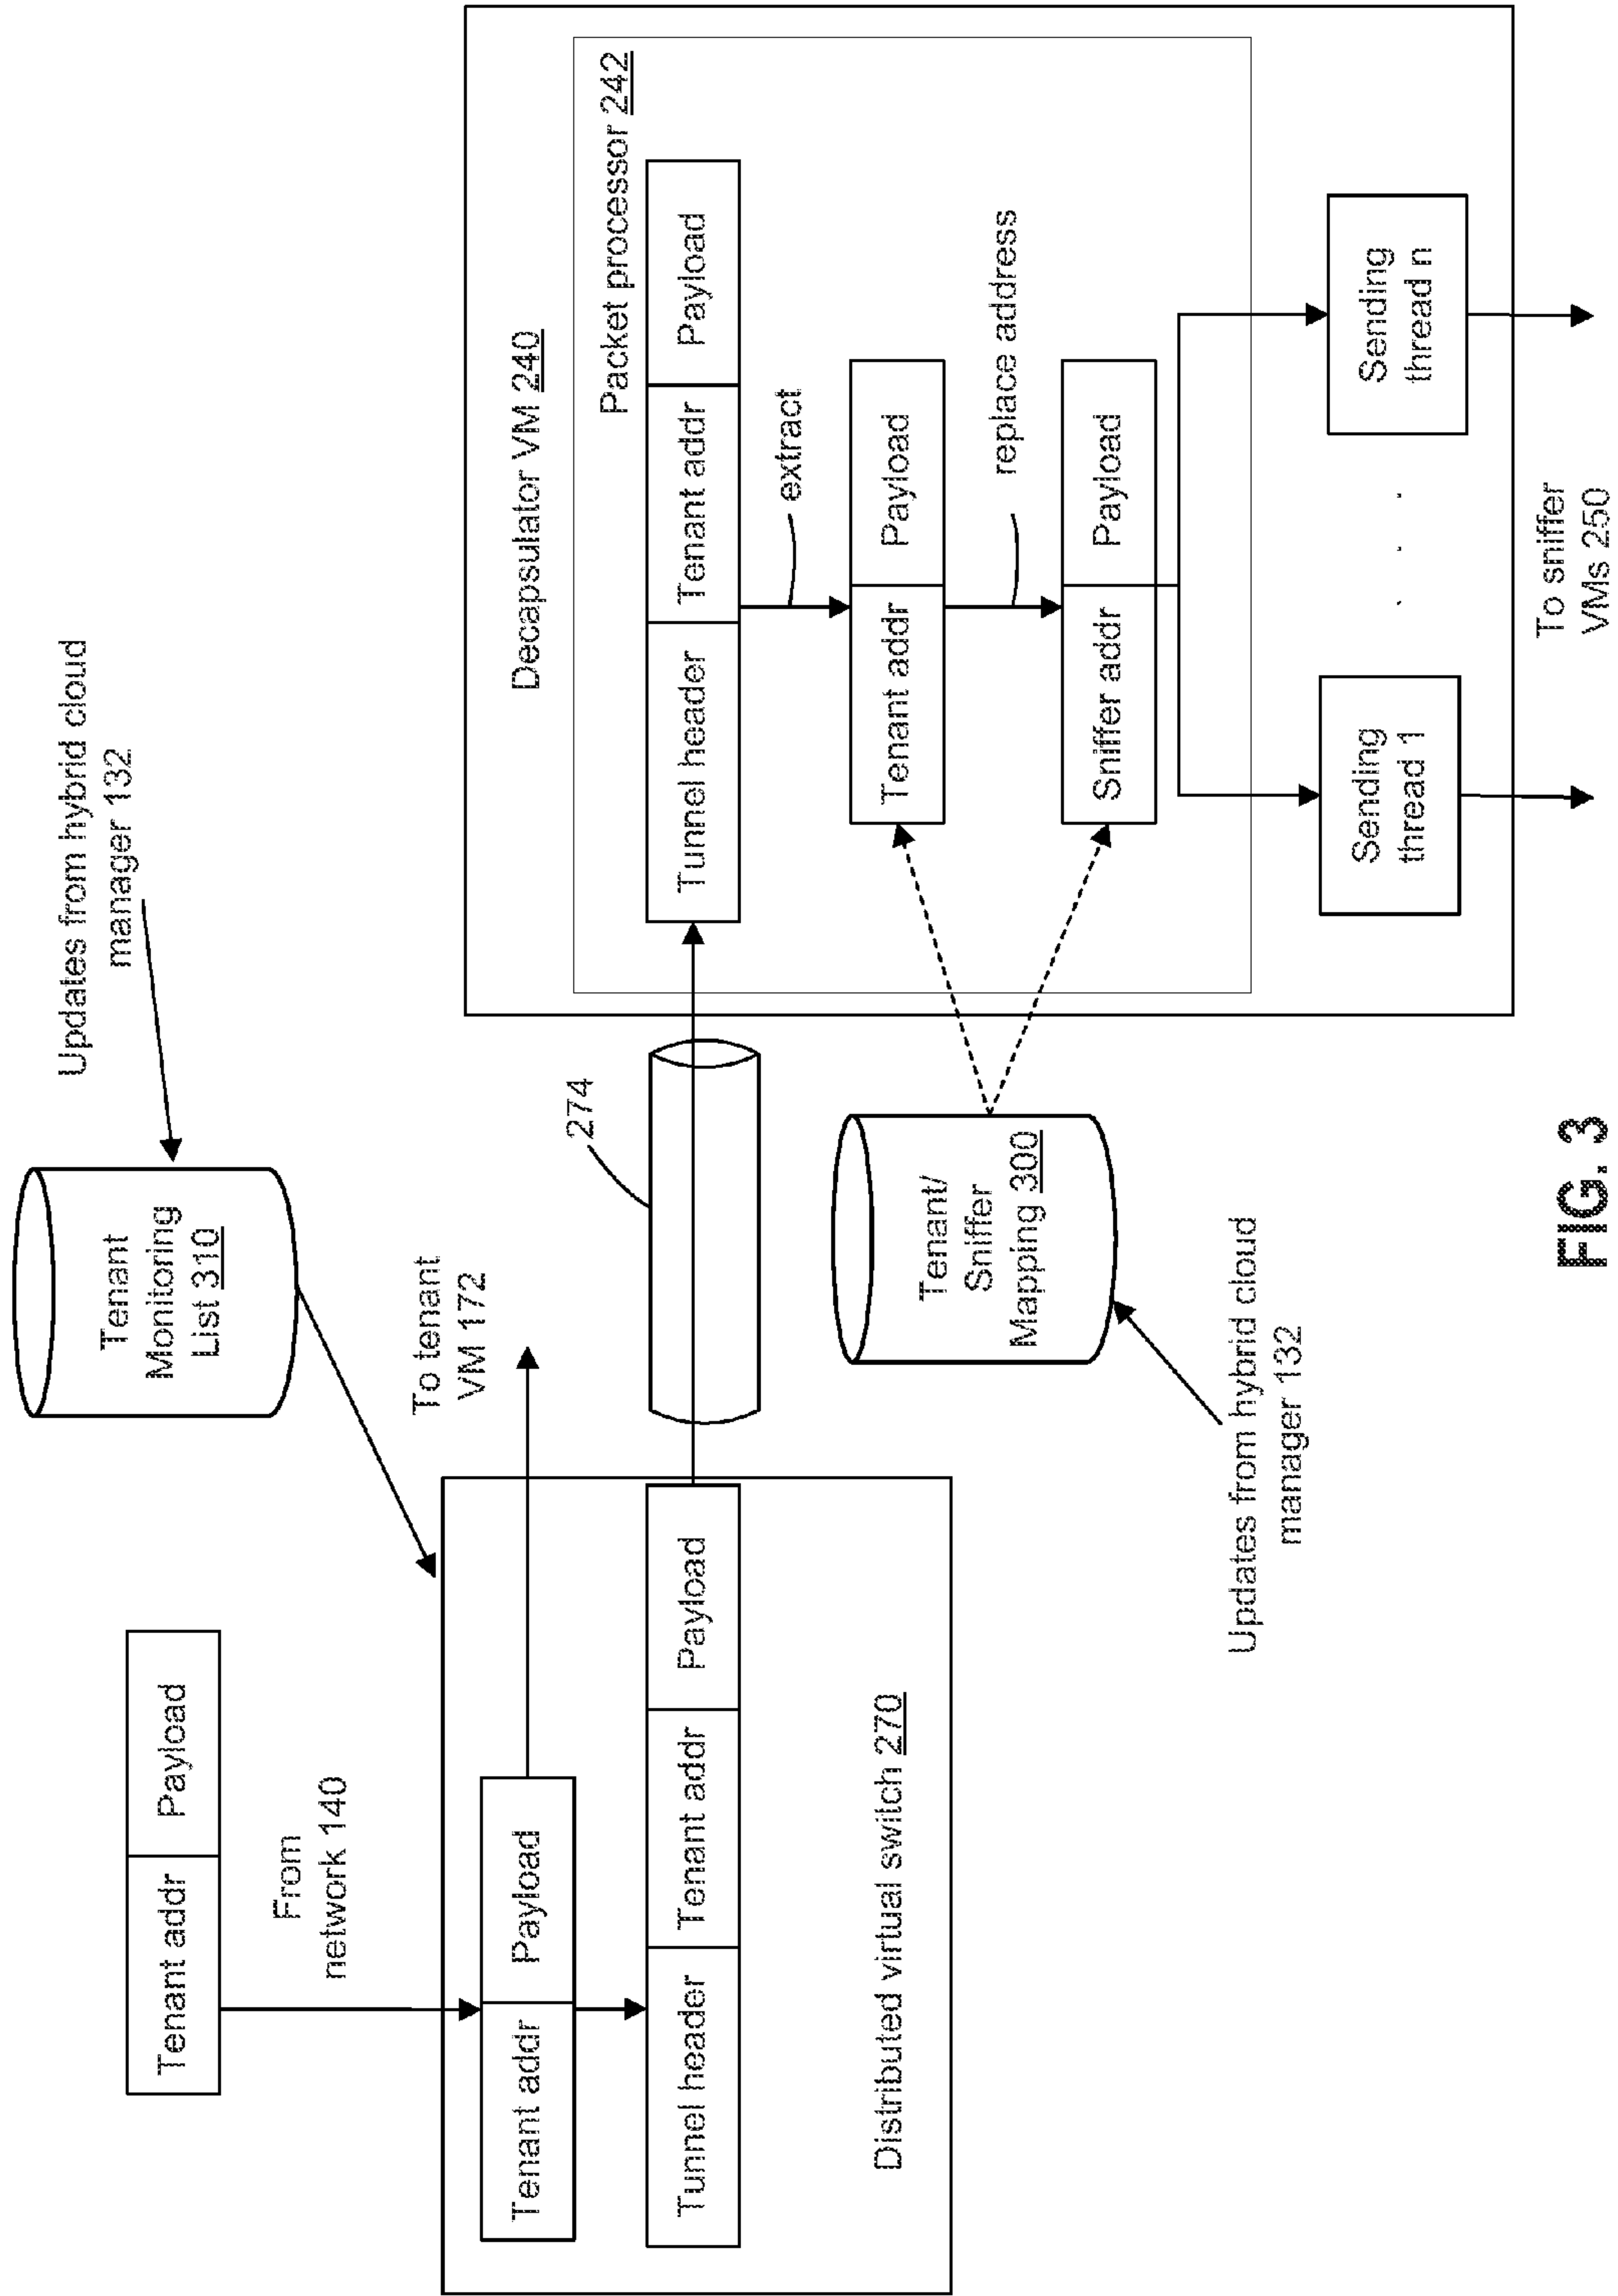 Updates from hybrid cloud
manager 132
Tenant
Monitoring
List 310
Tenant addr
Payload
From
network 140
To tenant
VM 172
Tenant addr
Payload
Tunnel header
Tenant addr
Payload
Distributed virtual switch 270
274
Tenant/
Sniffer
Mapping 300
Updates from hybrid cloud
manager 132
Decapsulator VM 240
Packet processor 242
Tunnel header
Tenant addr
Payload
extract
Tenant addr
Payload
replace address
Sniffer addr
Payload
Sending
thread 1
. . .
Sending
thread n
To sniffer
VMs 250
FIG. 3